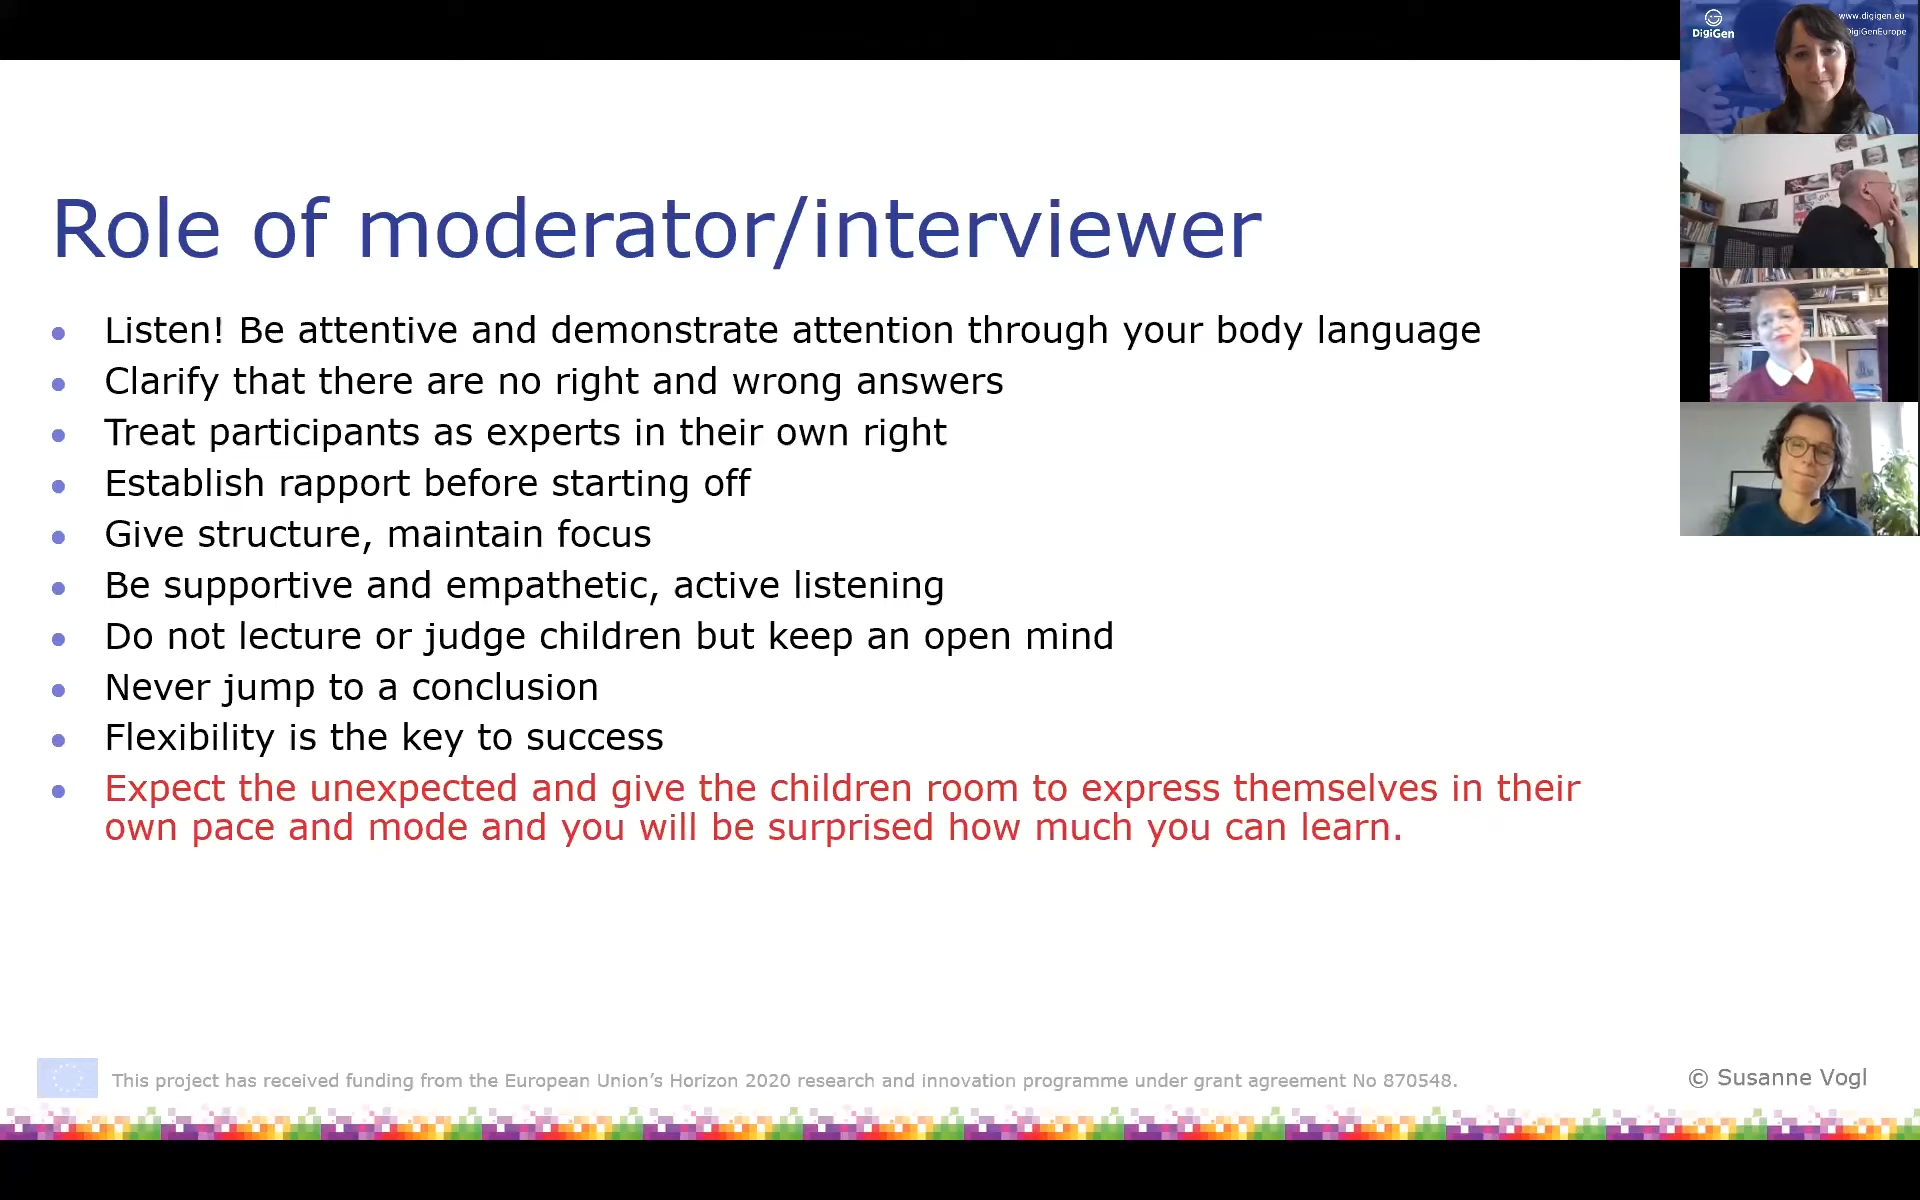 www.digigen.eu
DigiGen
DigiGenEurope
Role of moderator/interviewer
Listen! Be attentive and demonstrate attention through your body language
Clarify that there are no right and wrong answers
Treat participants as experts in their own right
Establish rapport before starting off
Give structure, maintain focus
Be supportive and empathetic, active listening
Do not lecture or judge children but keep an open mind
Never jump to a conclusion
Flexibility is the key to success
Expect the unexpected and give the children room to express themselves in their
own pace and mode and you will be surprised how much you can learn.
This project has received funding from the European Union’s Horizon 2020 research and innovation programme under grant agreement No 870548.
© Susanne Vogl